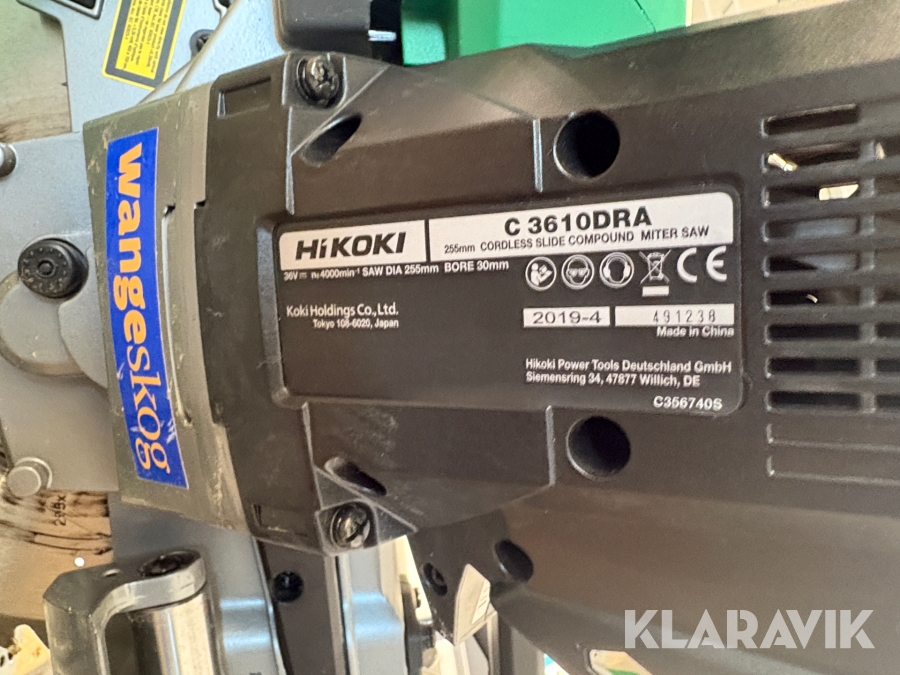 wangeskog
HiKOKI
C 3610DRA
255mm CORDLESS SLIDE COMPOUND MITER SAW
36V⎓ n₀4000min⁻¹ SAW DIA 255mm BORE 30mm
CE
Koki Holdings Co.,Ltd.
Tokyo 108-6020, Japan
2019-4
491238
Made in China
Hikoki Power Tools Deutschland GmbH
Siemensring 34, 47877 Willich, DE
C356740S
KLARAVIK